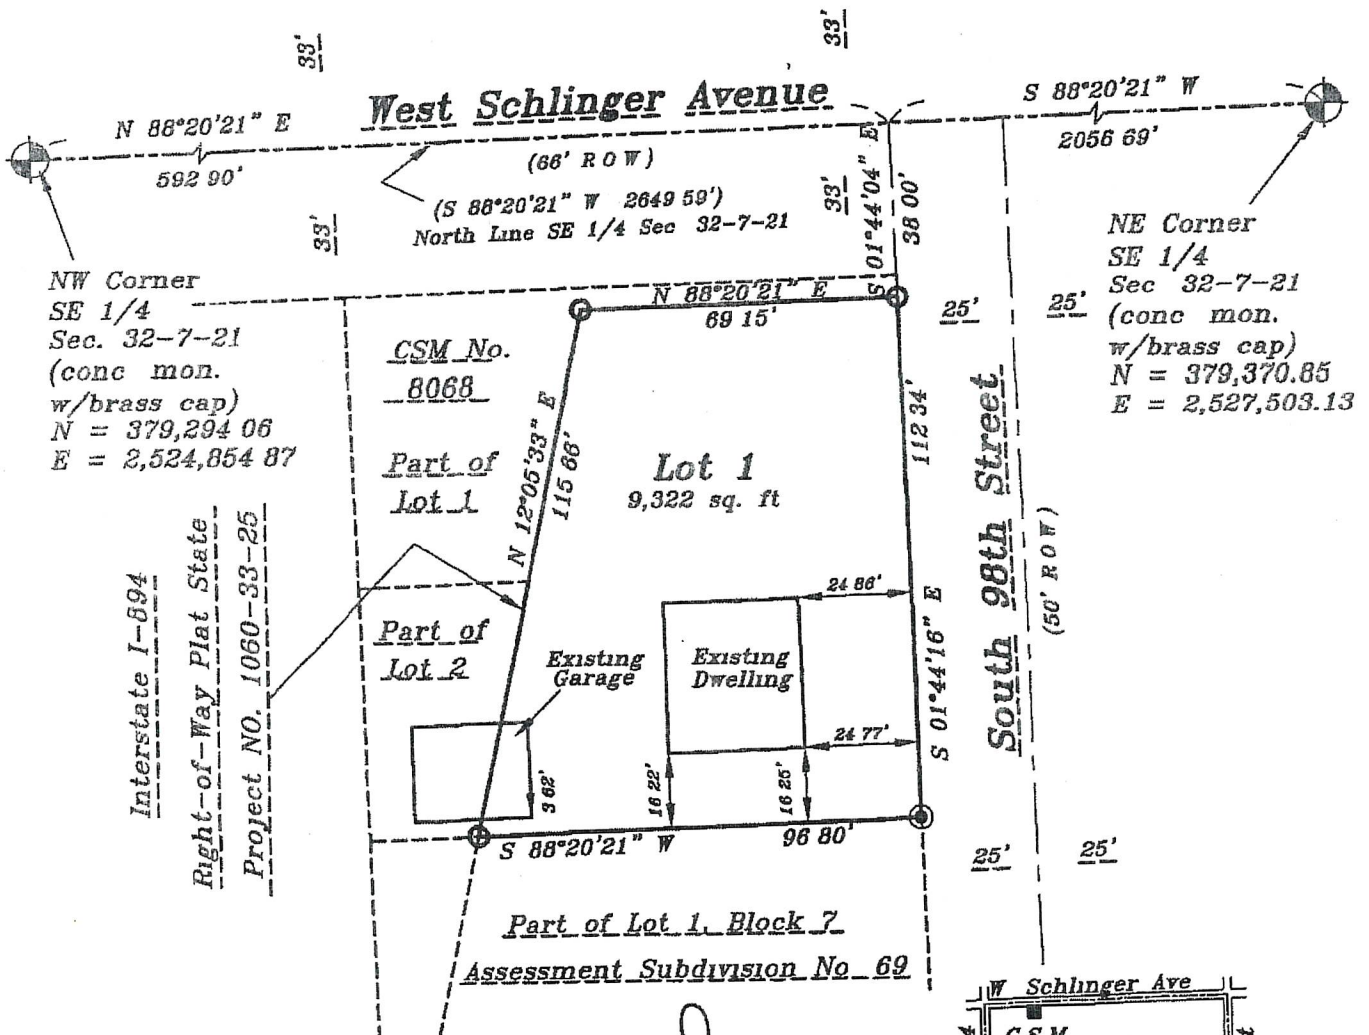 33'
33'
West Schlinger Avenue
N 88°20'21" E
592 90'
(66' R O W)
S 88°20'21" W
2056 69'
(S 88°20'21" W 2649 59')
North Line SE 1/4 Sec 32-7-21
33'
33'
S 01°44'04" E
38 00'
NW Corner
SE 1/4
Sec. 32-7-21
(conc mon.
w/brass cap)
N = 379,294 06
E = 2,524,854 87
NE Corner
SE 1/4
Sec 32-7-21
(conc mon.
w/brass cap)
N = 379,370.85
E = 2,527,503.13
N 88°20'21" E
69 15'
25'
25'
CSM No.
8068
Part of
Lot 1
N 12°05'33" E
115 66'
Lot 1
9,322 sq. ft
112 34'
S 01°44'16" E
South 98th Street
(50' R O W)
Interstate I-894
Right-of-Way Plat State
Project NO. 1060-33-25
Part of
Lot 2
Existing
Garage
Existing
Dwelling
24 86'
24 77'
3 62'
16 22'
16 25'
S 88°20'21" W
96 80'
25'
25'
Part of Lot 1, Block 7
Assessment Subdivision No 69
W Schlinger Ave
C S M